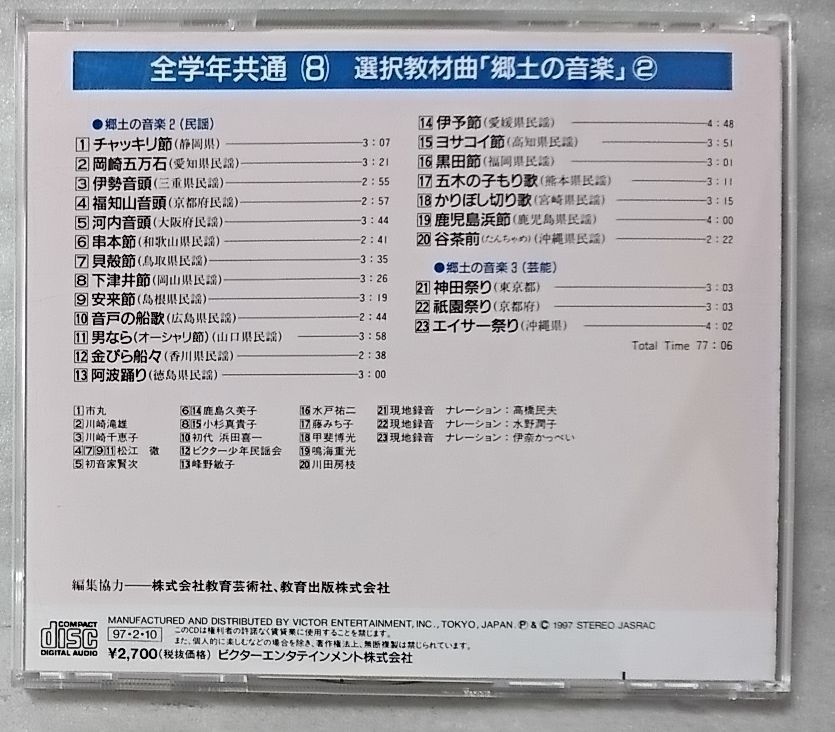 全学年共通 (8) 選択教材曲「郷土の音楽」②
●郷土の音楽2(民謡)
1 チャッキリ節(静岡県) 3:07
2 岡崎五万石(愛知県民謡) 3:21
3 伊勢音頭(三重県民謡) 2:55
4 福知山音頭(京都府民謡) 2:57
5 河内音頭(大阪府民謡) 3:44
6 串本節(和歌山県民謡) 2:41
7 貝殻節(鳥取県民謡) 3:35
8 下津井節(岡山県民謡) 3:26
9 安来節(島根県民謡) 3:19
10 音戸の船歌(広島県民謡) 2:44
11 男なら(オーシャリ節)(山口県民謡) 3:58
12 金びら船々(香川県民謡) 2:38
13 阿波踊り(徳島県民謡) 3:00
14 伊予節(愛媛県民謡) 4:48
15 ヨサコイ節(高知県民謡) 3:51
16 黒田節(福岡県民謡) 3:01
17 五木の子もり歌(熊本県民謡) 3:11
18 かりぼし切り歌(宮崎県民謡) 3:15
19 鹿児島浜節(鹿児島県民謡) 4:00
20 谷茶前(たんちゃめ)(沖縄県民謡) 2:22
●郷土の音楽3(芸能)
21 神田祭り(東京都) 3:03
22 祇園祭り(京都府) 3:03
23 エイサー祭り(沖縄県) 4:02
Total Time 77:06
1 市丸
2 川崎滝雄
3 川崎千恵子
4 7 9 11 松江 徹
5 初音家賢次
6 14 鹿島久美子
8 15 小杉真貴子
10 初代 浜田喜一
12 ビクター少年民謡会
13 峰野敏子
16 水戸祐二
17 藤みち子
18 甲斐博光
19 鳴海重光
20 川田房枝
21 現地録音 ナレーション:高橋民夫
22 現地録音 ナレーション:水野潤子
23 現地録音 ナレーション:伊奈かっぺい
編集協力──株式会社教育芸術社、教育出版株式会社
COMPACT
disc
DIGITAL AUDIO
MANUFACTURED AND DISTRIBUTED BY VICTOR ENTERTAINMENT, INC., TOKYO, JAPAN. Ⓟ & Ⓒ 1997 STEREO JASRAC
97・2・10
このCDは権利者の許諾なく賃貸業に使用することを禁じます。
また、個人的に楽しむなどの場合を除き、著作権法上、無断複製は禁じられています。
¥2,700(税抜価格) ビクターエンタテインメント株式会社